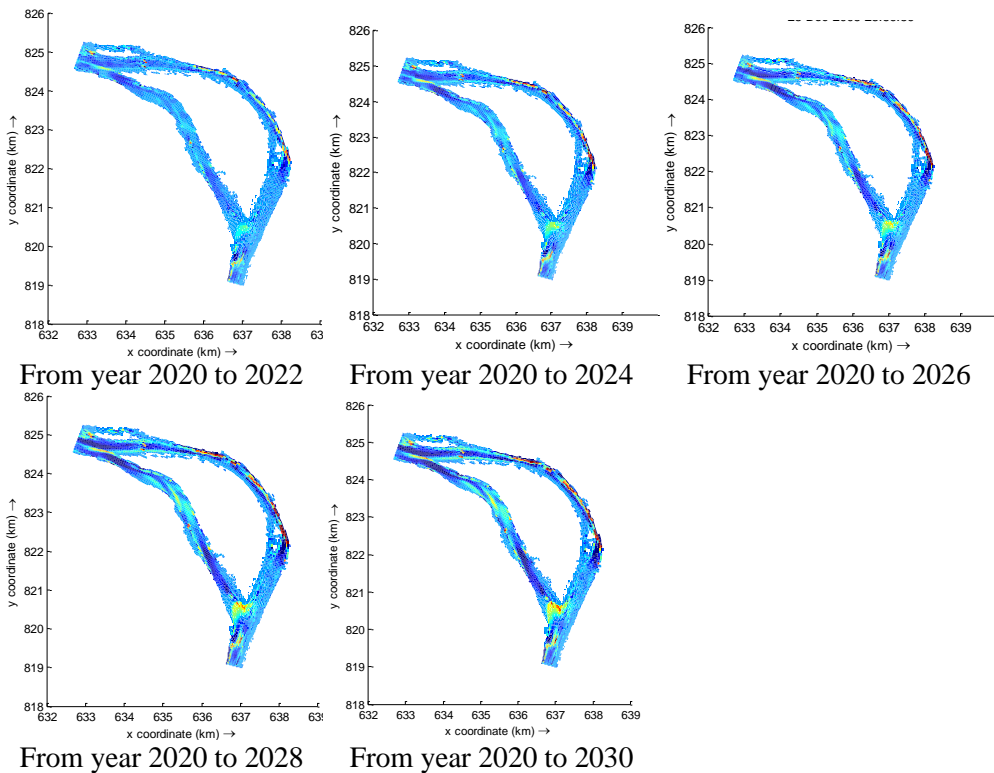 826
825
824
823
822
821
820
819
818
y coordinate (km) →
632 633 634 635 636 637 638
x coordinate (km) →
From year 2020 to 2022
826
825
824
823
822
821
820
819
818
y coordinate (km) →
632 633 634 635 636 637 638 639
x coordinate (km) →
From year 2020 to 2024
826
825
824
823
822
821
820
819
818
y coordinate (km) →
632 633 634 635 636 637 638 639
x coordinate (km) →
From year 2020 to 2026
826
825
824
823
822
821
820
819
818
y coordinate (km) →
632 633 634 635 636 637 638
x coordinate (km) →
From year 2020 to 2028
826
825
824
823
822
821
820
819
818
y coordinate (km) →
632 633 634 635 636 637 638 639
x coordinate (km) →
From year 2020 to 2030